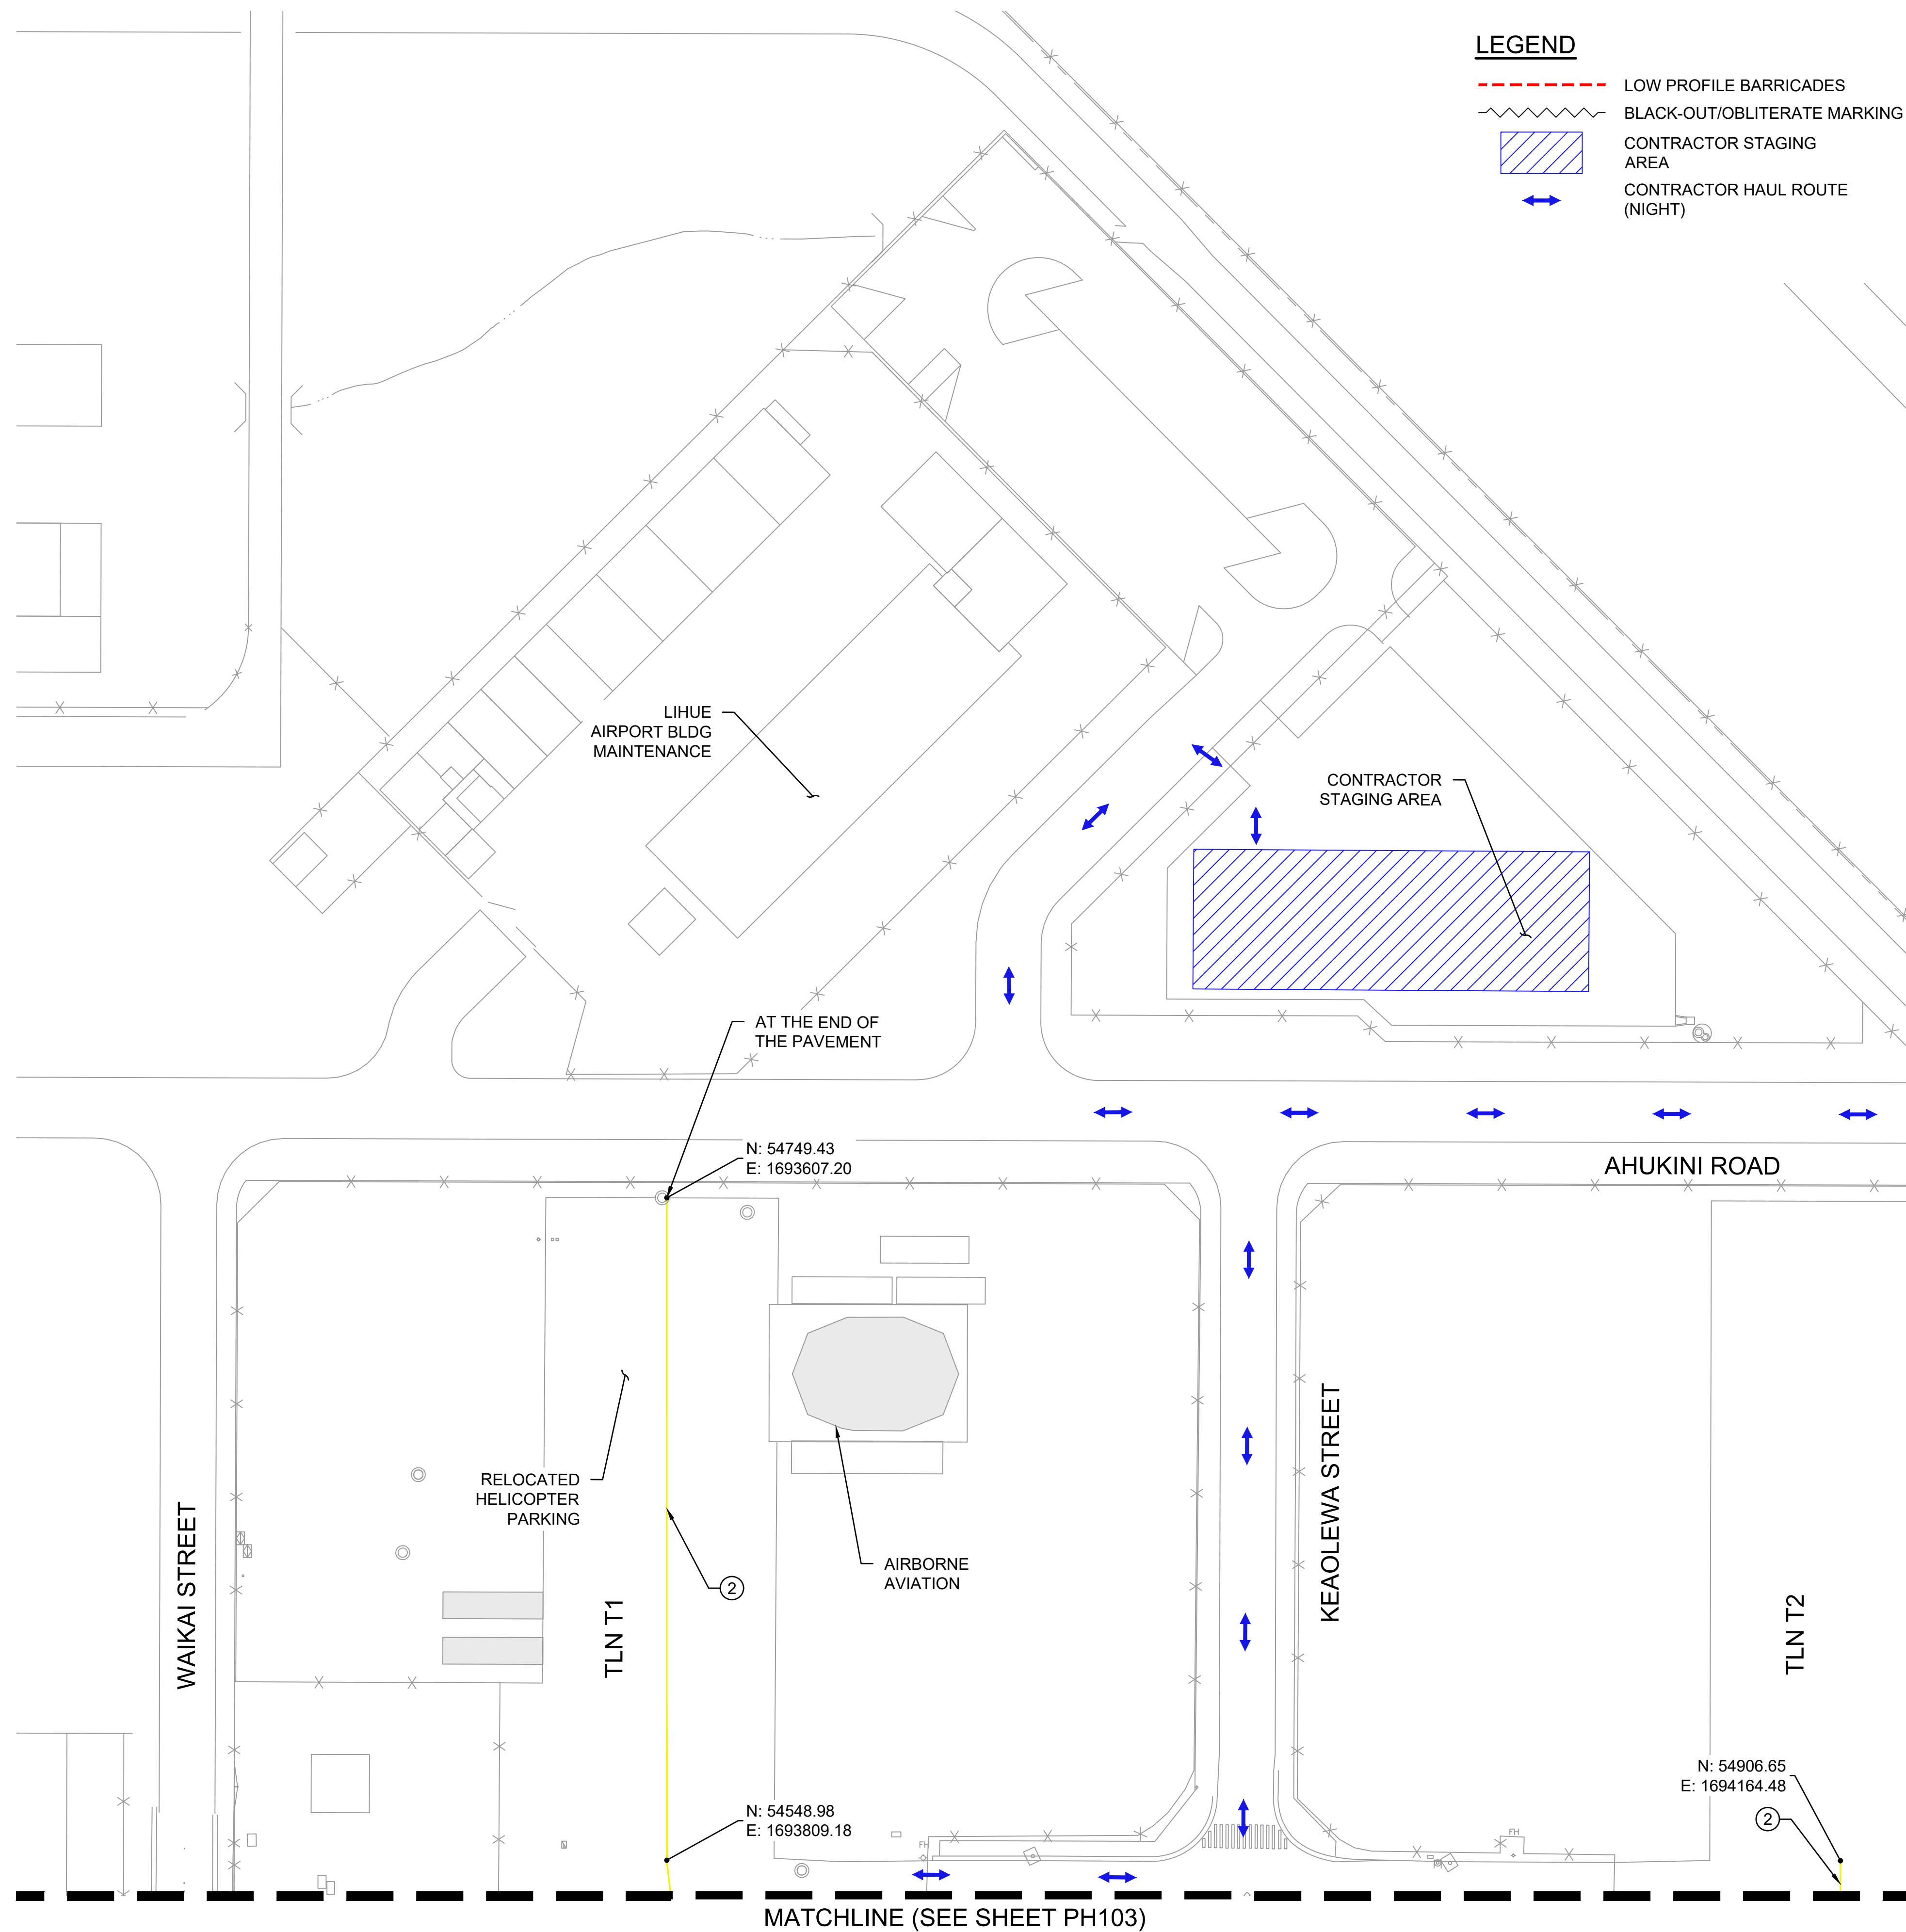 LEGEND
LOW PROFILE BARRICADES
BLACK-OUT/OBLITERATE MARKING
CONTRACTOR STAGING
AREA
CONTRACTOR HAUL ROUTE
(NIGHT)
LIHUE
AIRPORT BLDG
MAINTENANCE
CONTRACTOR
STAGING AREA
AT THE END OF
THE PAVEMENT
N: 54749.43
E: 1693607.20
AHUKINI ROAD
RELOCATED
HELICOPTER
PARKING
AIRBORNE
AVIATION
2
WAIKAI STREET
TLN T1
KEAOLEWA STREET
TLN T2
N: 54906.65
E: 1694164.48
2
N: 54548.98
E: 1693809.18
FH
FH
MATCHLINE (SEE SHEET PH103)